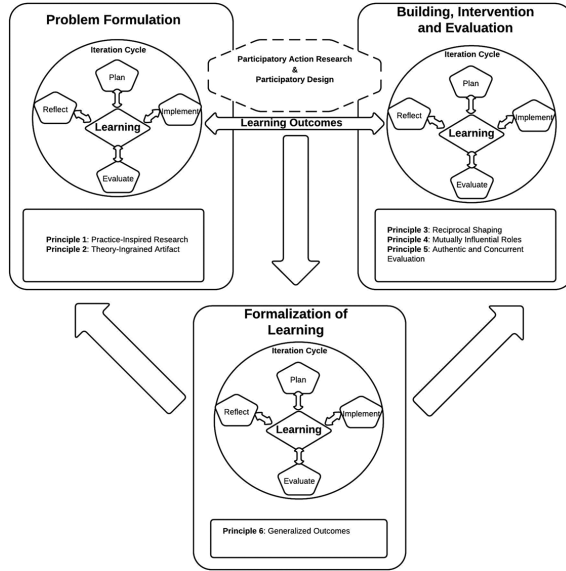 Problem Formulation
Iteration Cycle
Plan
Reflect
Implement
Learning
Evaluate
Principle 1: Practice-Inspired Research
Principle 2: Theory-Ingrained Artifact
Participatory Action Research
&
Participatory Design
Learning Outcomes
Building, Intervention
and Evaluation
Iteration Cycle
Plan
Reflect
Implement
Learning
Evaluate
Principle 3: Reciprocal Shaping
Principle 4: Mutually Influential Roles
Principle 5: Authentic and Concurrent
Evaluation
Formalization of
Learning
Iteration Cycle
Plan
Reflect
Implement
Learning
Evaluate
Principle 6: Generalized Outcomes